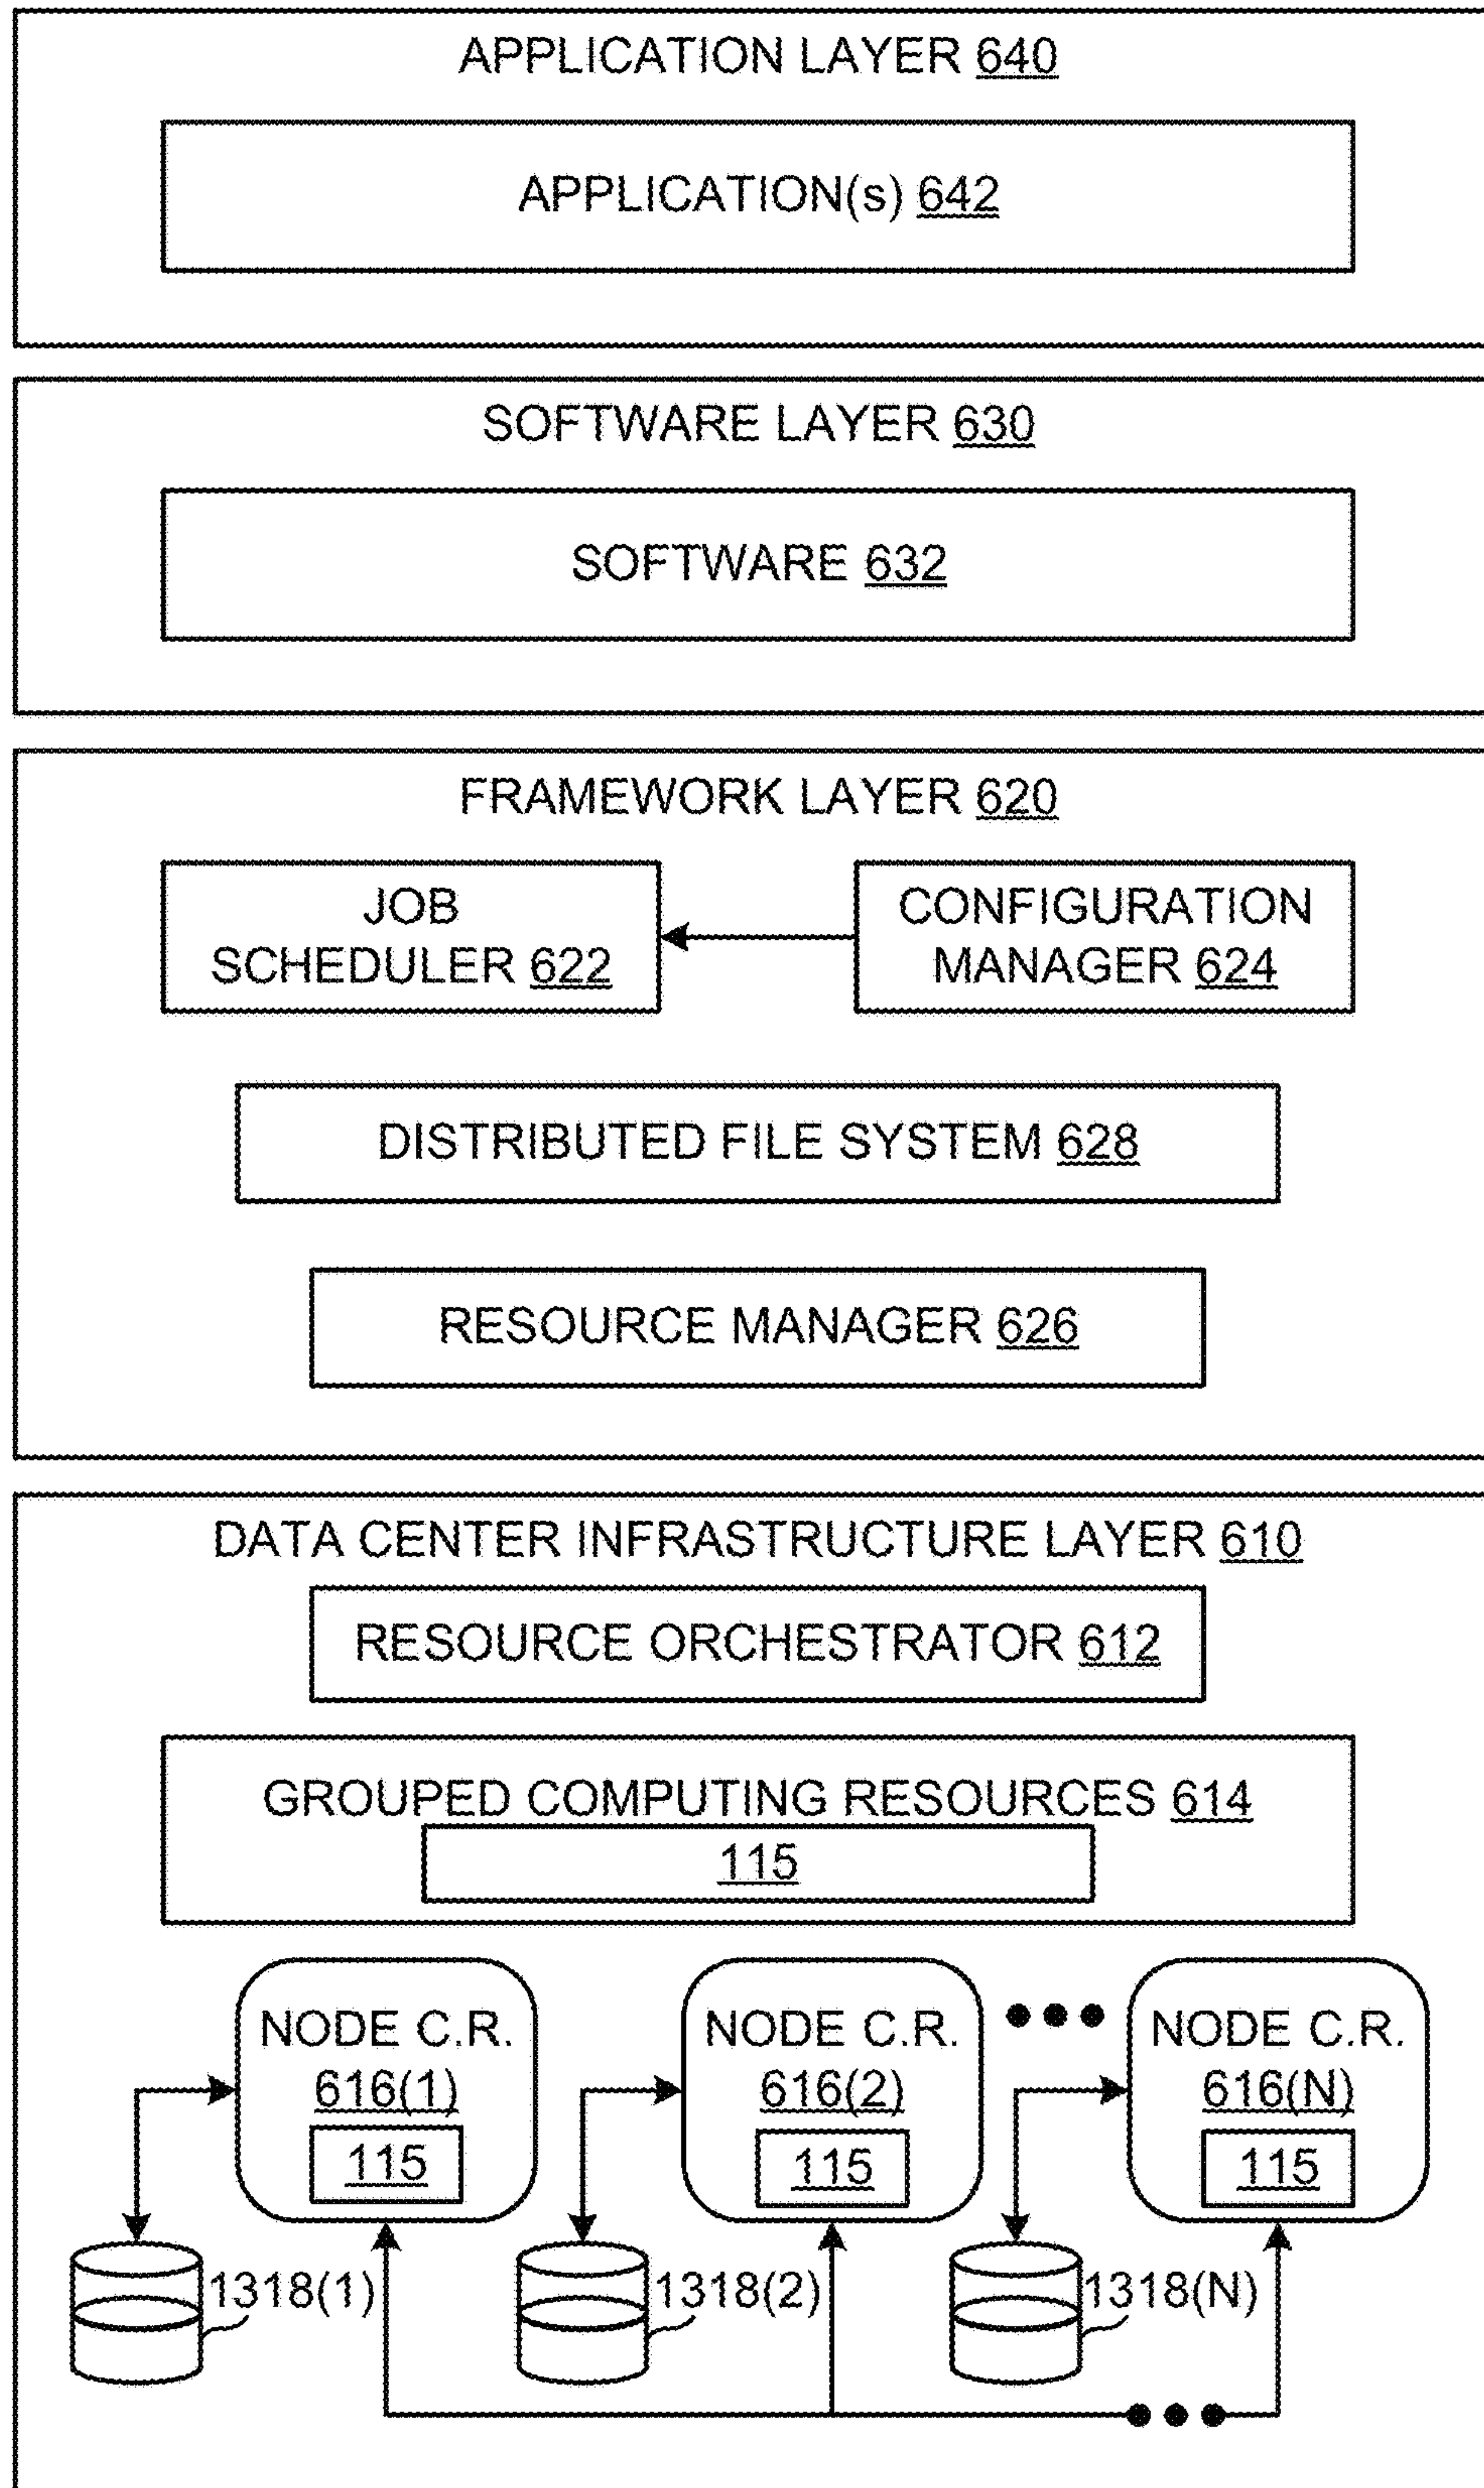 APPLICATION LAYER 640
APPLICATION(s) 642
SOFTWARE LAYER 630
SOFTWARE 632
FRAMEWORK LAYER 620
JOB
SCHEDULER 622
CONFIGURATION
MANAGER 624
DISTRIBUTED FILE SYSTEM 628
RESOURCE MANAGER 626
DATA CENTER INFRASTRUCTURE LAYER 610
RESOURCE ORCHESTRATOR 612
GROUPED COMPUTING RESOURCES 614
115
NODE C.R.
616(1)
115
NODE C.R.
616(2)
115
NODE C.R.
616(N)
115
1318(1)
1318(2)
1318(N)